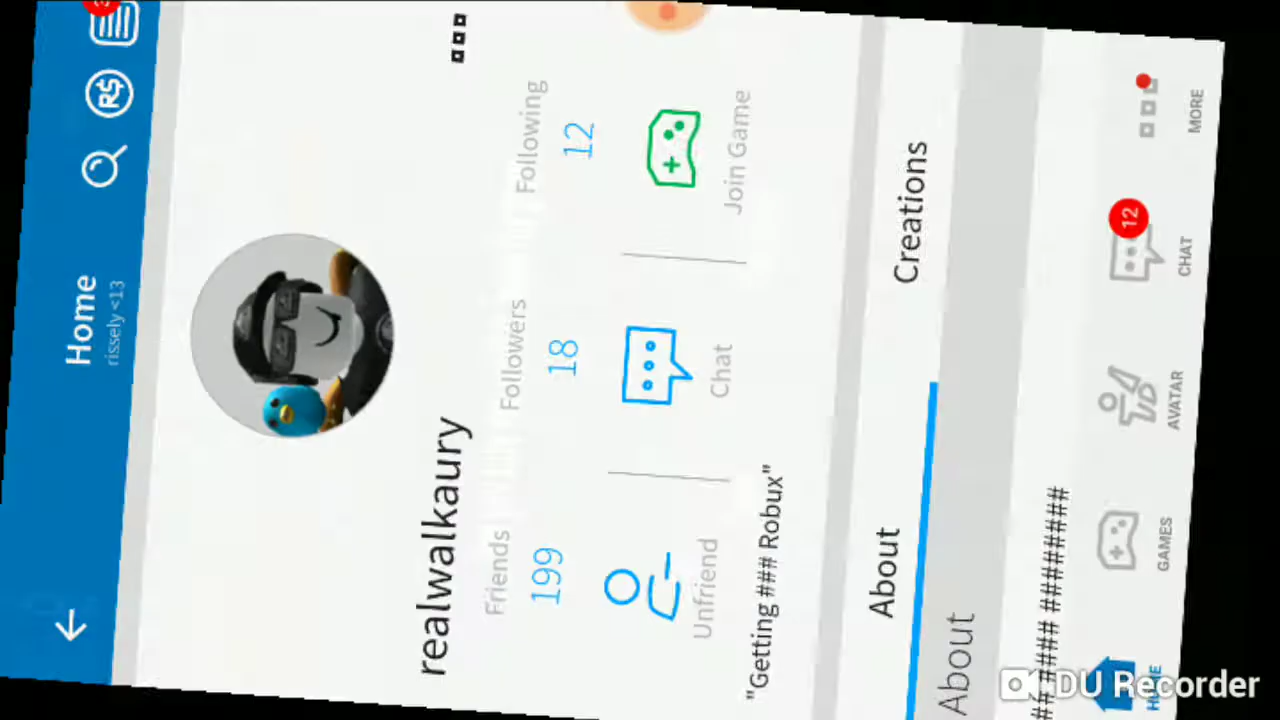 Home
rissely <13
R$
realwalkaury
Friends Followers Following
199 18 12
Unfriend Chat Join Game
"Getting ### Robux"
About Creations
About
## #### #######
HOME GAMES AVATAR CHAT MORE
12
DU Recorder